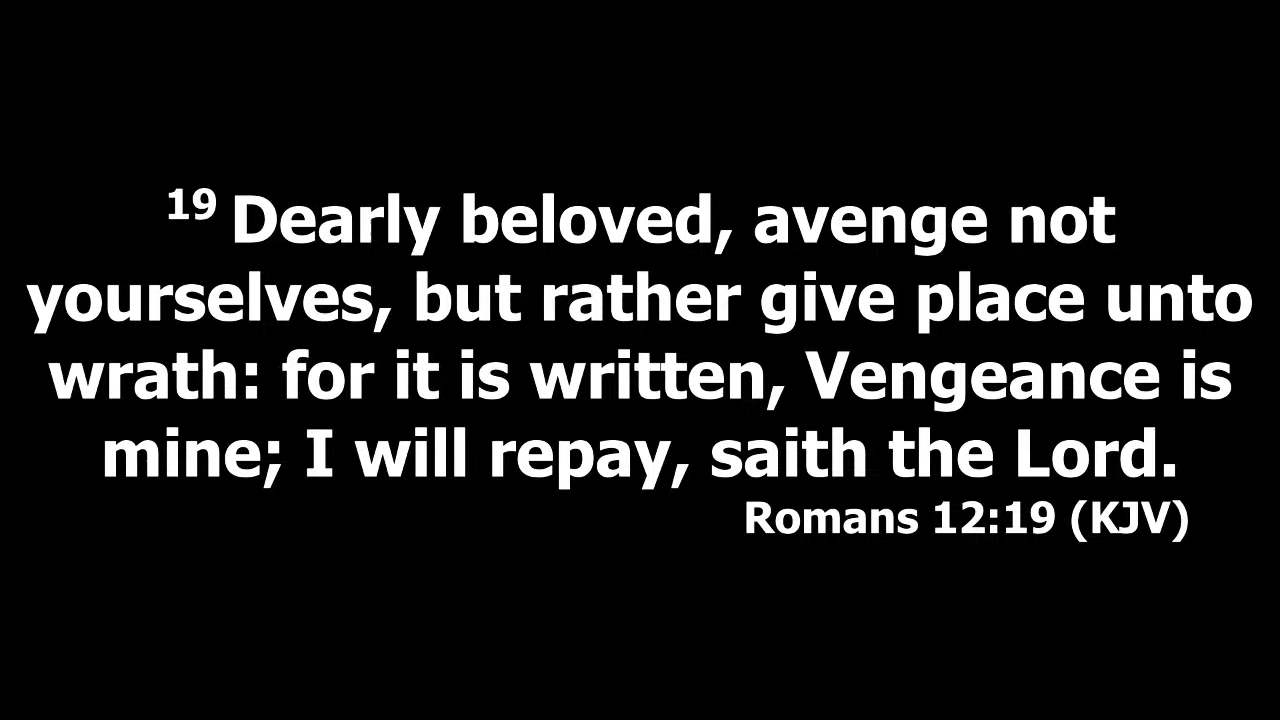 19 Dearly beloved, avenge not
yourselves, but rather give place unto
wrath: for it is written, Vengeance is
mine; I will repay, saith the Lord.
Romans 12:19 (KJV)